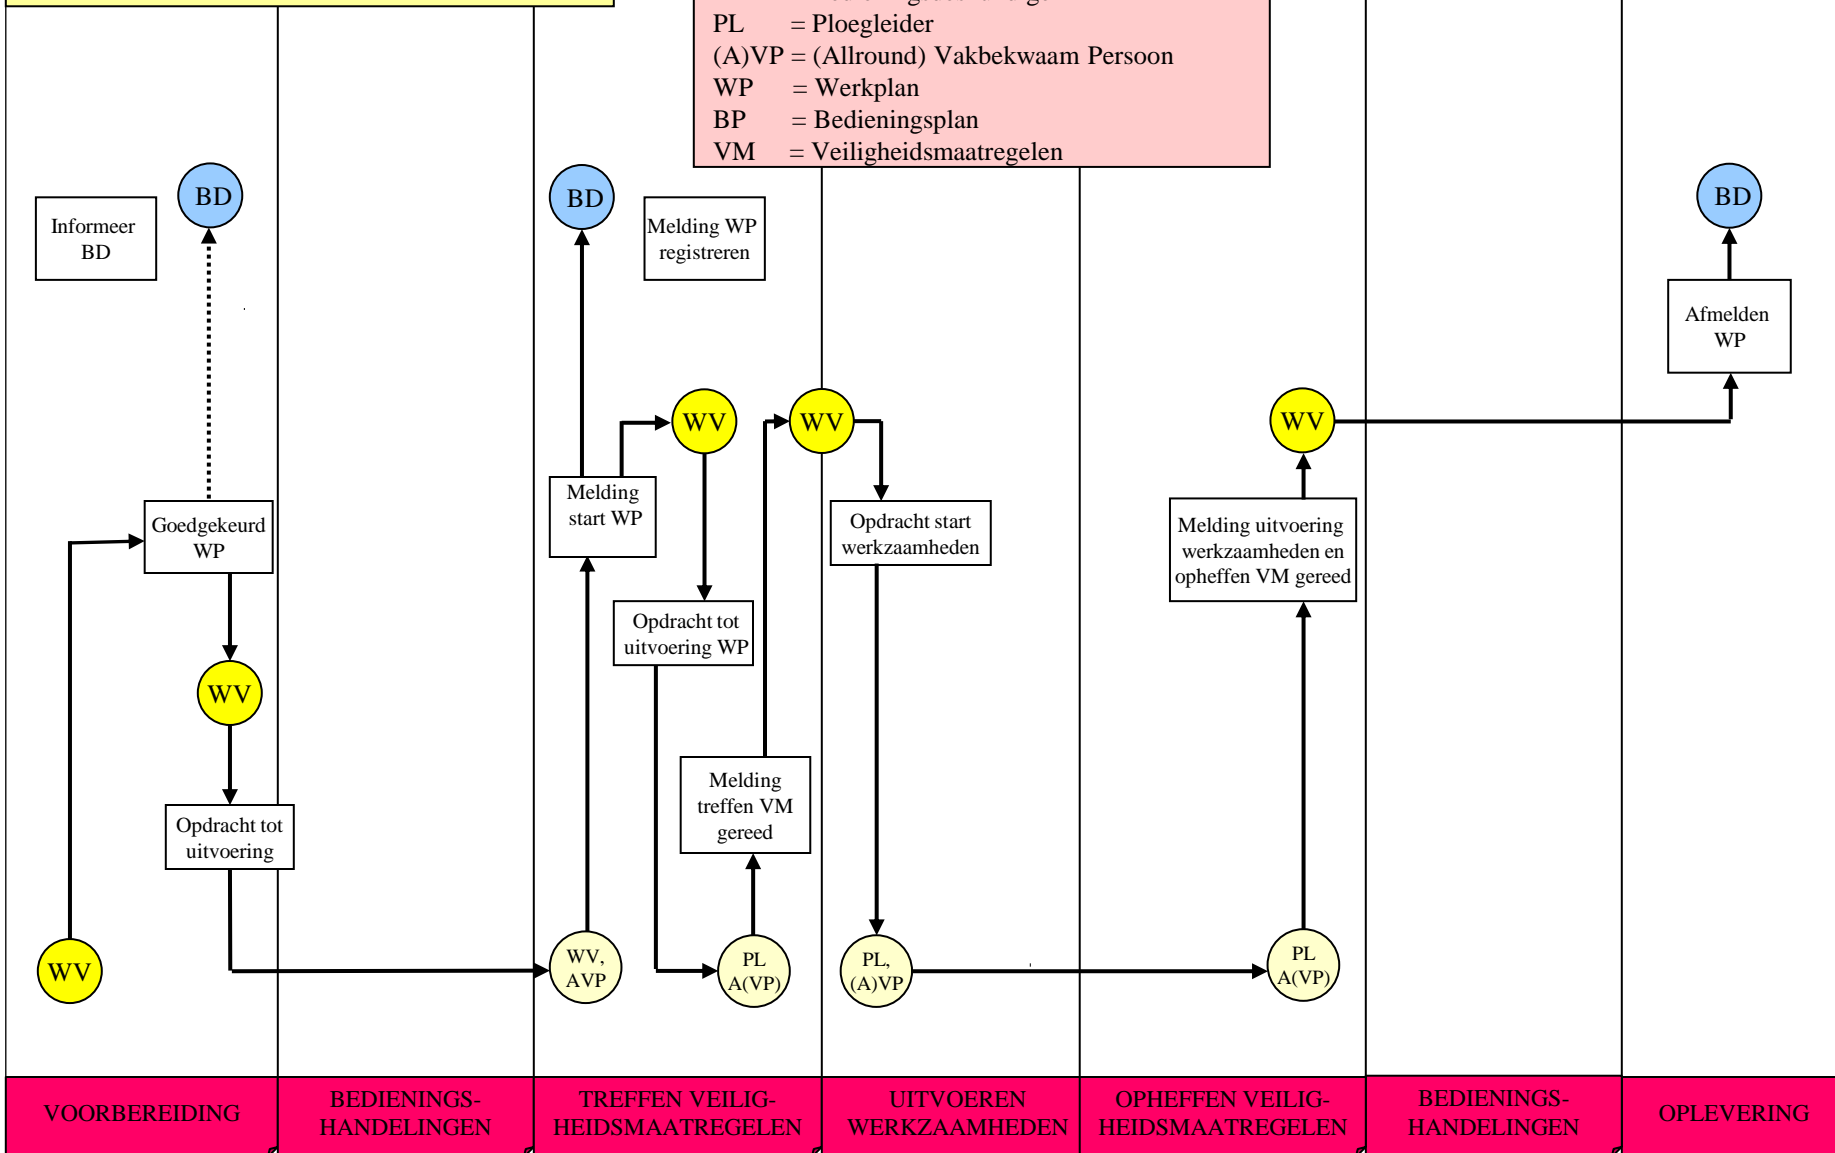 PL = Ploegleider
(A)VP = (Allround) Vakbekwaam Persoon
WP = Werkplan
BP = Bedieningsplan
VM = Veiligheidsmaatregelen
BD
Informeer
BD
BD
Melding WP
registreren
BD
Afmelden
WP
WV
WV
WV
Melding
start WP
Goedgekeurd
WP
Opdracht start
werkzaamheden
Melding uitvoering
werkzaamheden en
opheffen VM gereed
Opdracht tot
uitvoering WP
WV
Melding
treffen VM
gereed
Opdracht tot
uitvoering
WV
WV,
AVP
PL
A(VP)
PL,
(A)VP
PL
A(VP)
VOORBEREIDING
BEDIENINGS-
HANDELINGEN
TREFFEN VEILIG-
HEIDSMAATREGELEN
UITVOEREN
WERKZAAMHEDEN
OPHEFFEN VEILIG-
HEIDSMAATREGELEN
BEDIENINGS-
HANDELINGEN
OPLEVERING